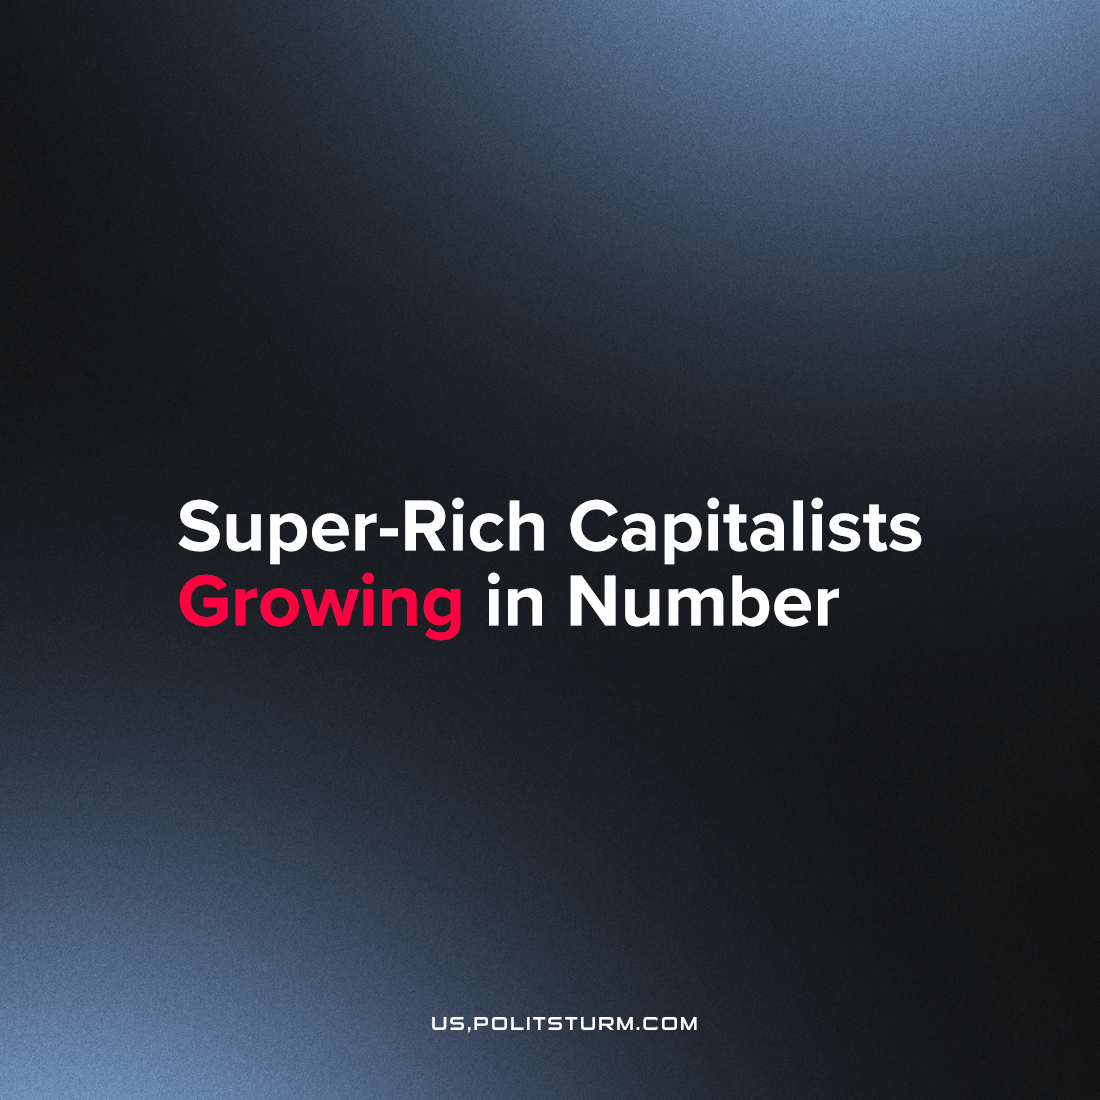 Super-Rich Capitalists
Growing in Number
US,POLITSTURM.COM